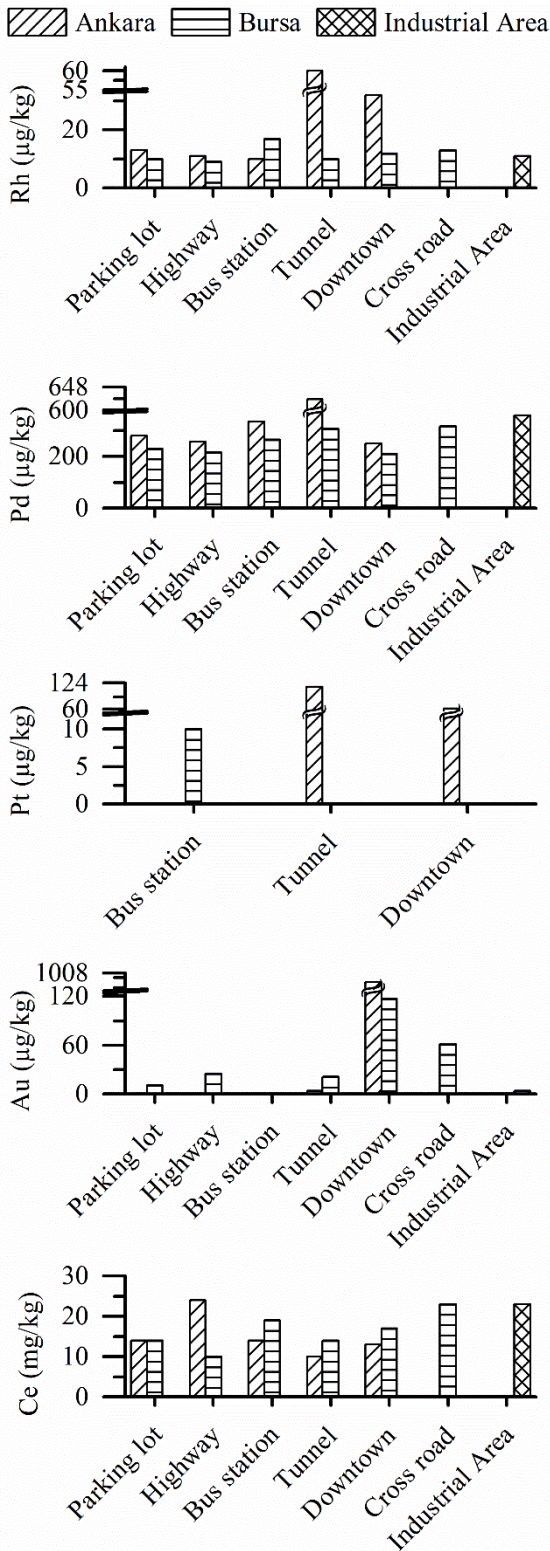 Ankara Bursa Industrial Area
Rh (μg/kg)
60
55
20
0
Parking lot
Highway
Bus station
Tunnel
Downtown
Cross road
Industrial Area
Pd (μg/kg)
648
600
200
0
Parking lot
Highway
Bus station
Tunnel
Downtown
Cross road
Industrial Area
Pt (μg/kg)
124
60
10
5
0
Bus station
Tunnel
Downtown
Au (μg/kg)
1008
120
60
0
Parking lot
Highway
Bus station
Tunnel
Downtown
Cross road
Industrial Area
Ce (mg/kg)
30
20
10
0
Parking lot
Highway
Bus station
Tunnel
Downtown
Cross road
Industrial Area